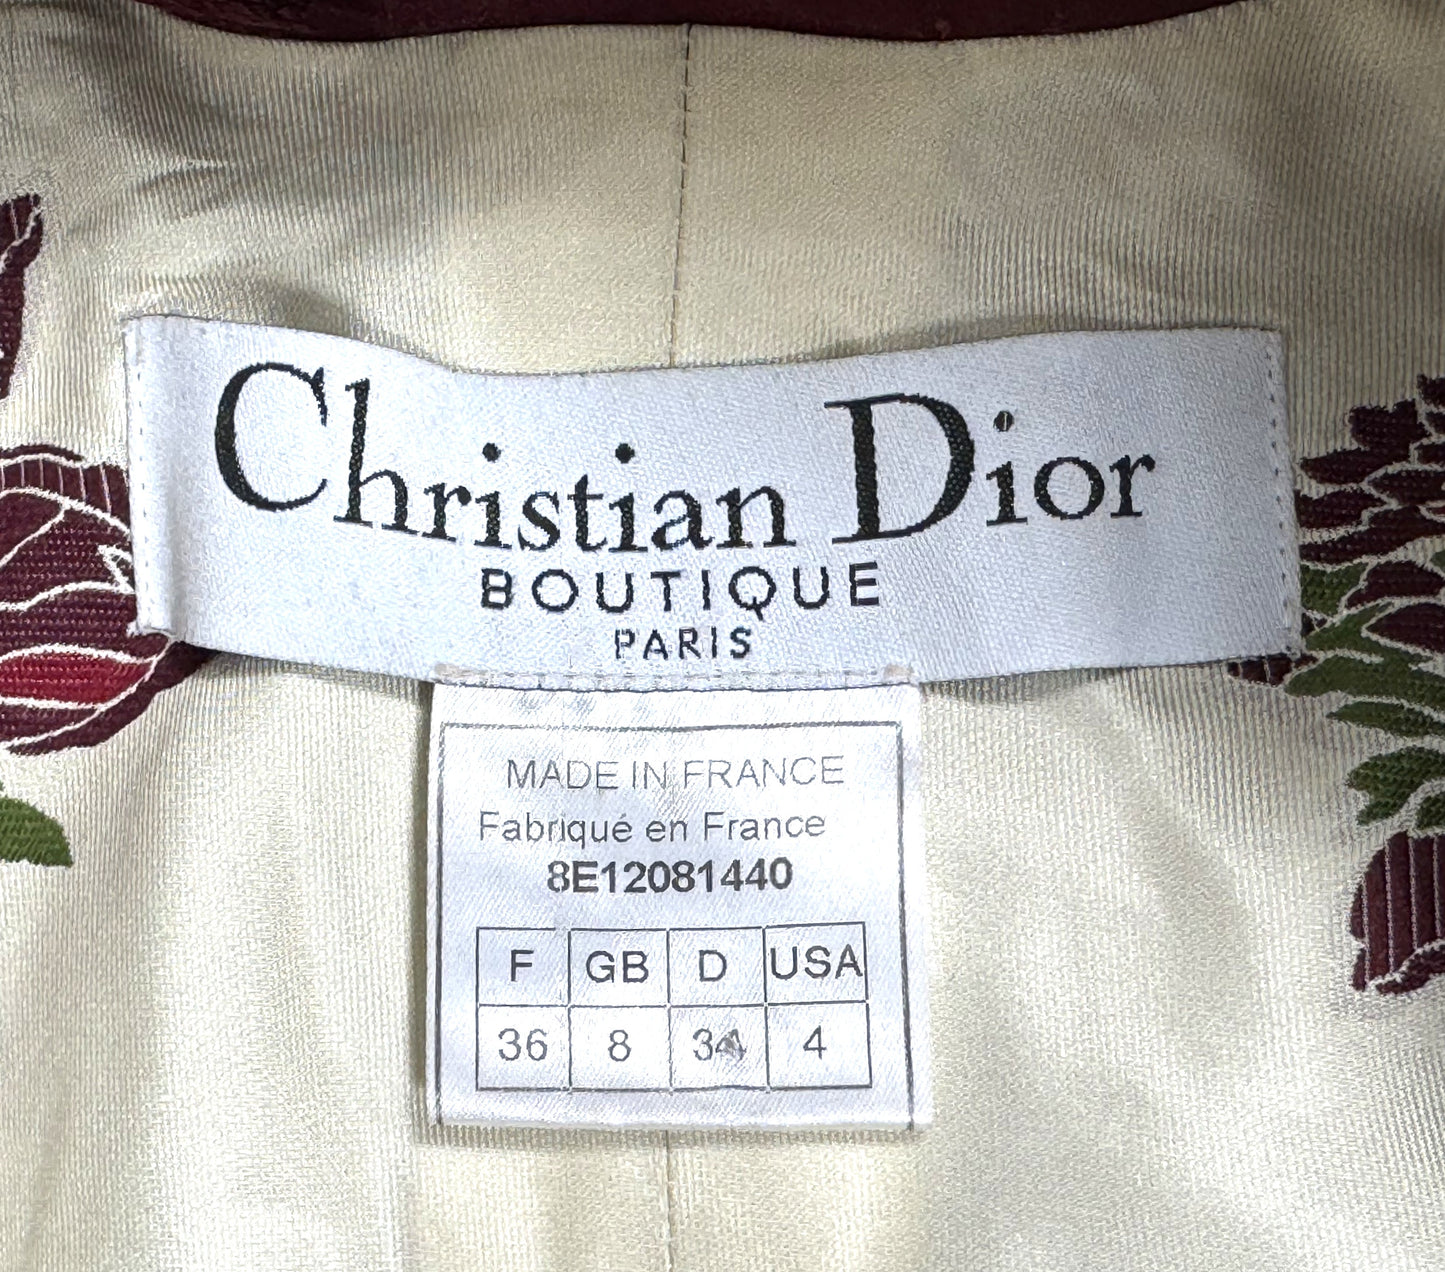 Christian Dior
BOUTIQUE
PARIS
MADE IN FRANCE
Fabriqué en France
8E12081440
F GB D USA
36 8 34 4